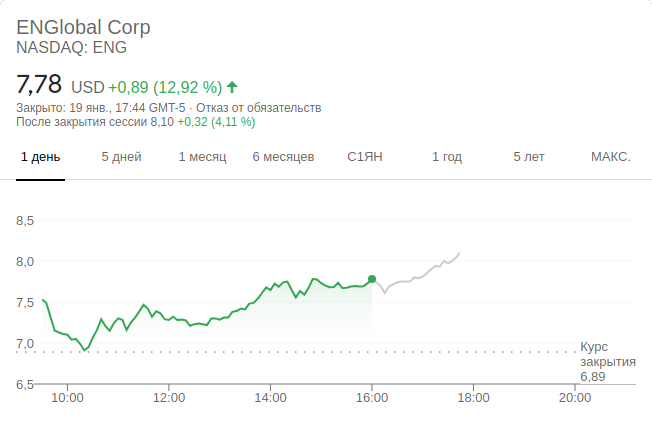 ENGlobal Corp
NASDAQ: ENG
7,78 USD +0,89 (12,92 %)
Закрыто: 19 янв., 17:44 GMT-5 · Отказ от обязательств
После закрытия сессии 8,10 +0,32 (4,11 %)
1 день 5 дней 1 месяц 6 месяцев С1ЯН 1 год 5 лет МАКС.
8,5
8,0
7,5
7,0
Курс
закрытия
6,89
6,5
10:00 12:00 14:00 16:00 18:00 20:00